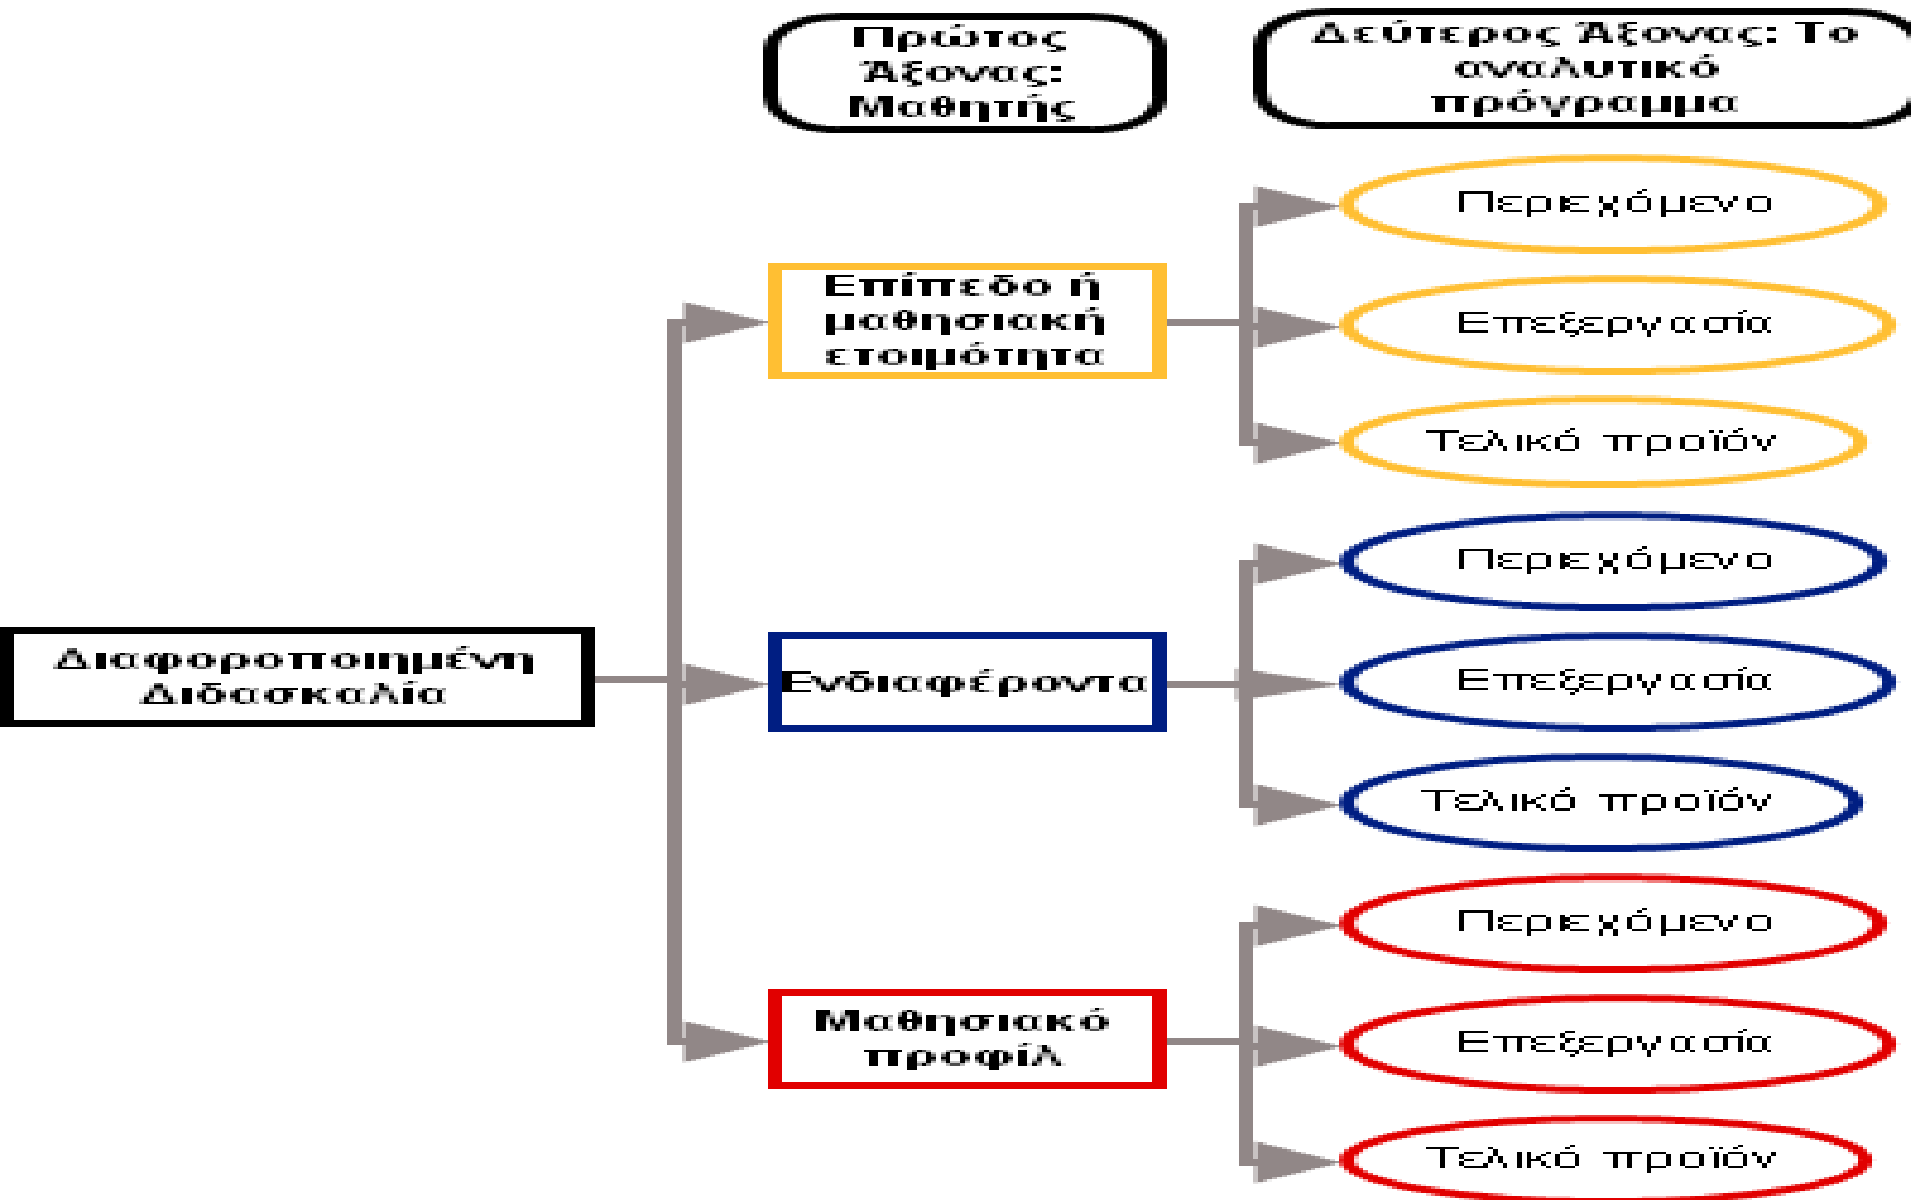 Πρώτος
Άξονας:
Μαθητής
Δεύτερος Άξονας: Το
αναλυτικό
πρόγραμμα
Διαφοροποιημένη
Διδασκαλία
Επίπεδο ή
μαθησιακή
ετοιμότητα
Περιεχόμενο
Επεξεργασία
Τελικό προϊόν
Ενδιαφέροντα
Περιεχόμενο
Επεξεργασία
Τελικό προϊόν
Μαθησιακό
προφίλ
Περιεχόμενο
Επεξεργασία
Τελικό προϊόν